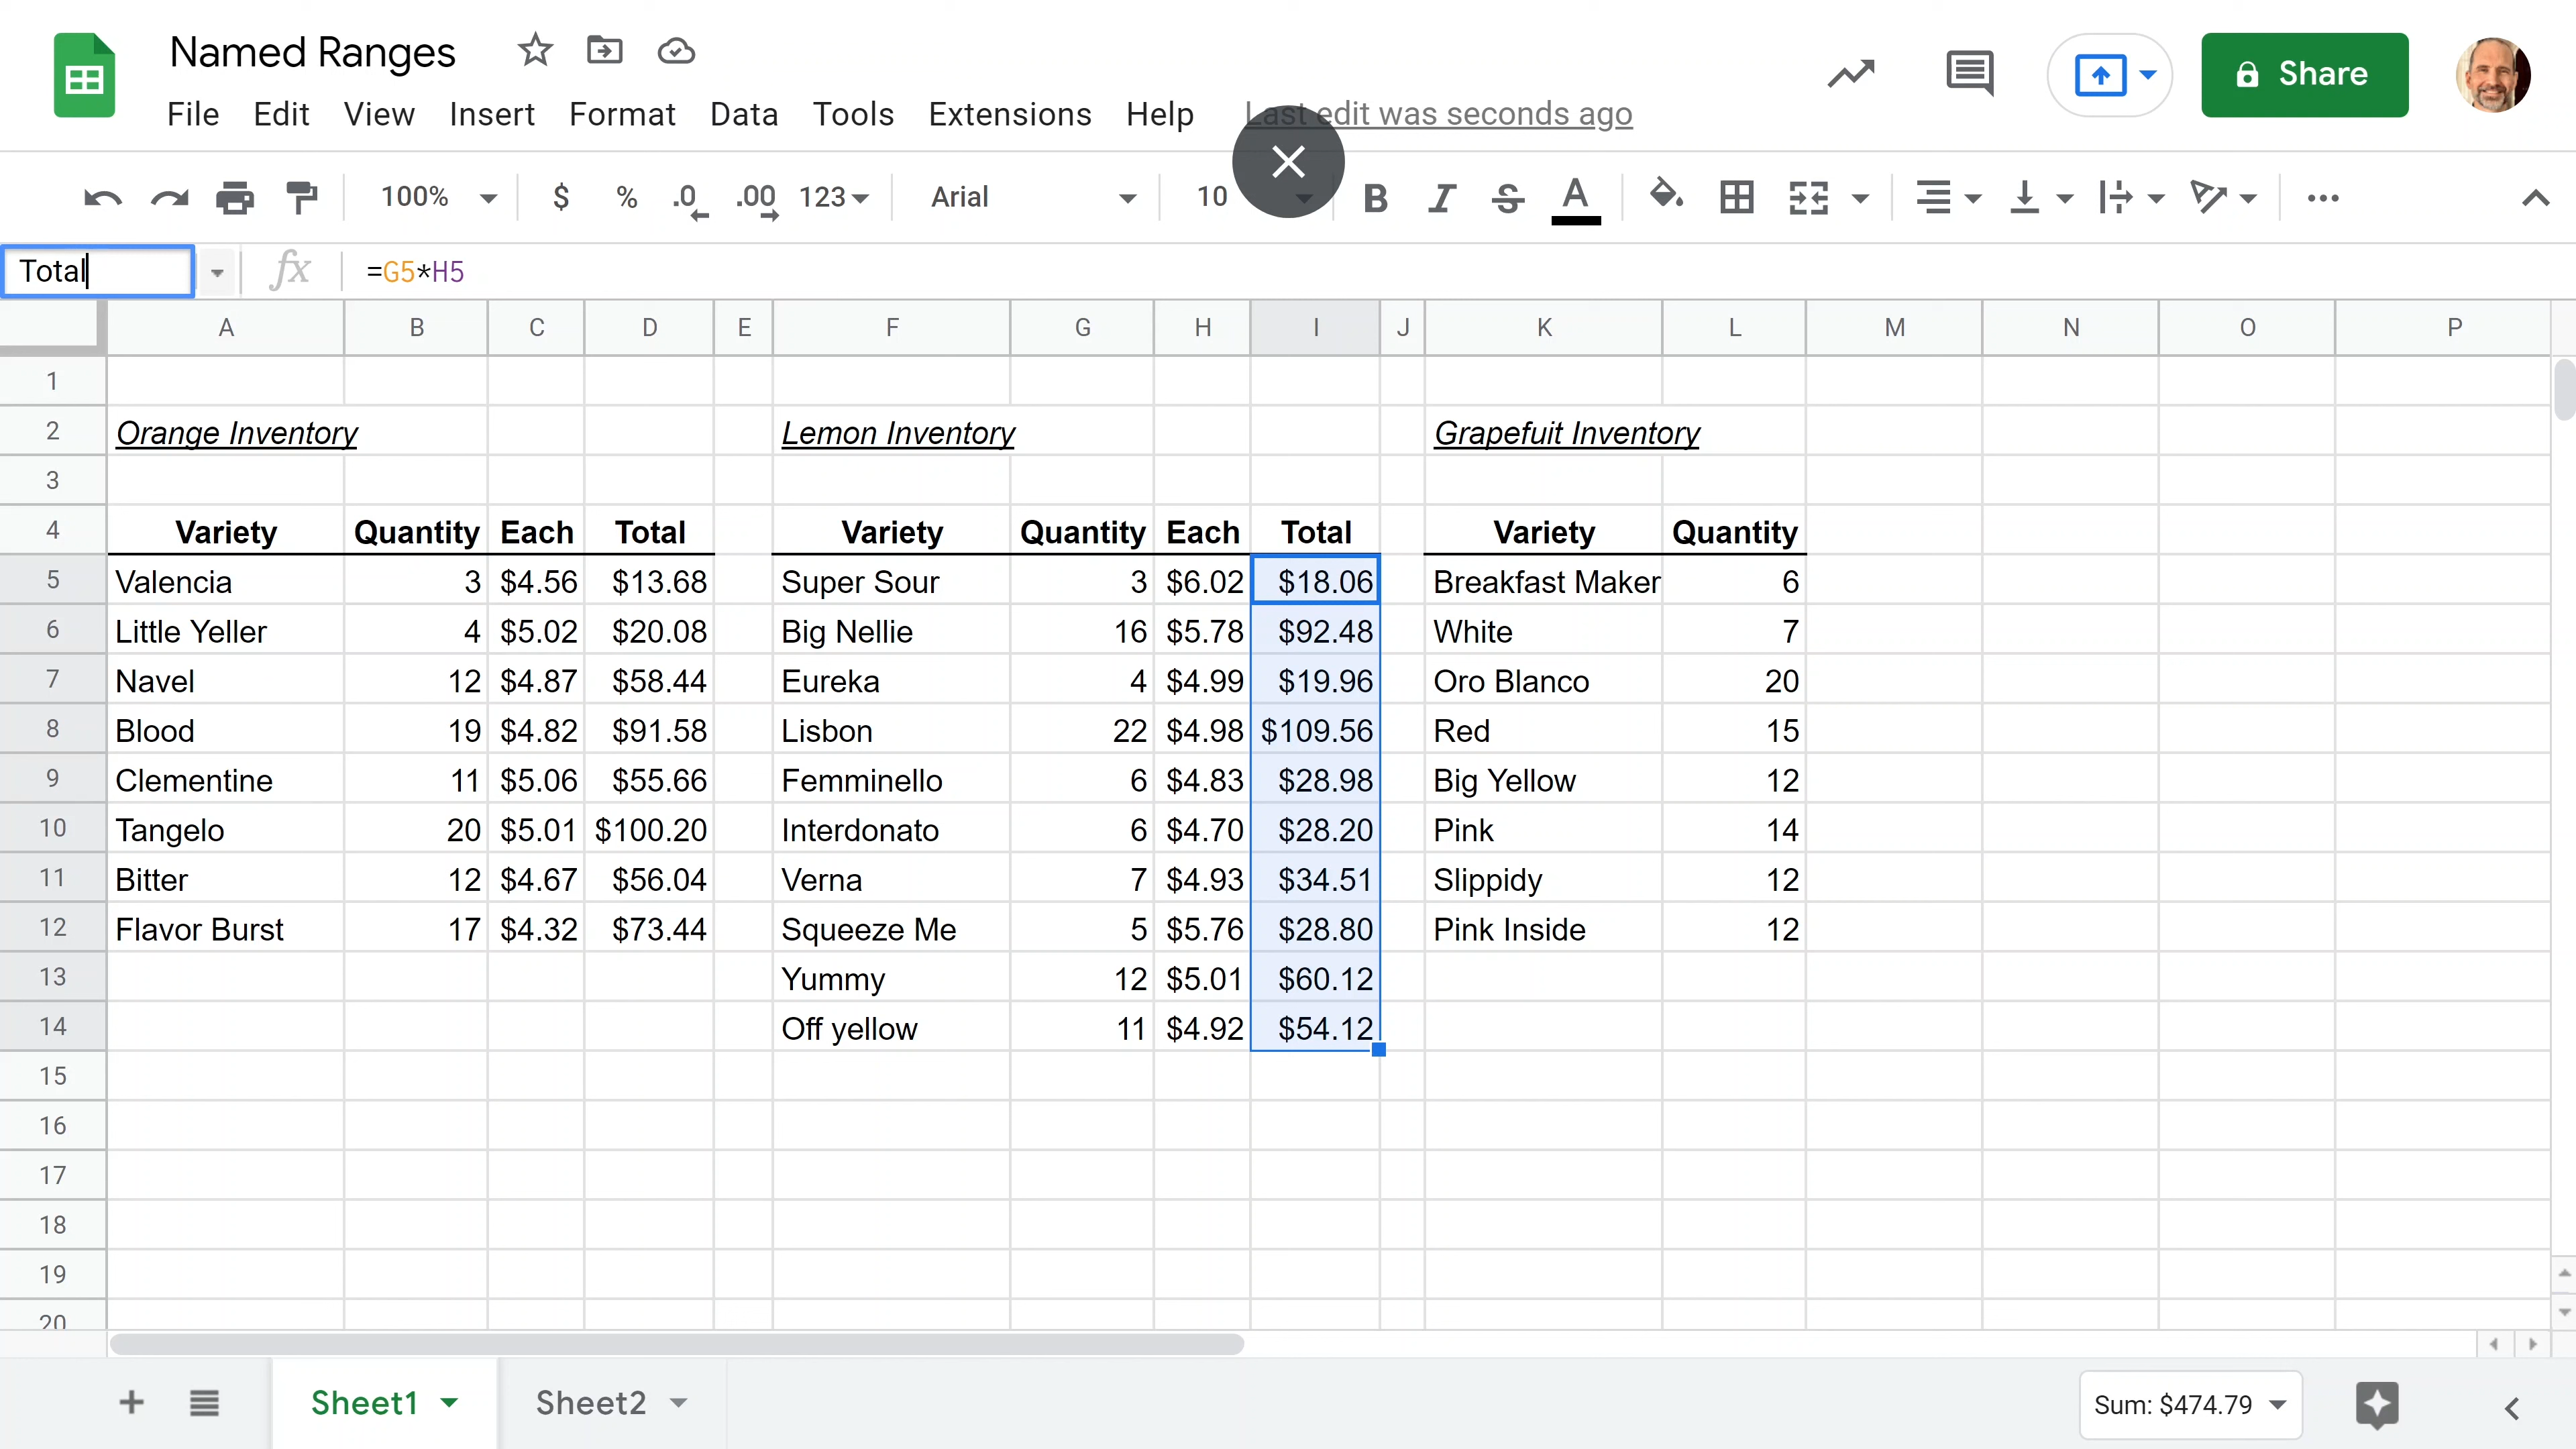 Named Ranges
File Edit View Insert Format Data Tools Extensions Help Last edit was seconds ago
Share
100% $ % .0 .00 123 Arial 10 B I S A
Total fx =G5*H5
A B C D E F G H I J K L M N O P
1
2 Orange Inventory Lemon Inventory Grapefuit Inventory
3
4 Variety Quantity Each Total Variety Quantity Each Total Variety Quantity
5 Valencia 3 $4.56 $13.68 Super Sour 3 $6.02 $18.06 Breakfast Maker 6
6 Little Yeller 4 $5.02 $20.08 Big Nellie 16 $5.78 $92.48 White 7
7 Navel 12 $4.87 $58.44 Eureka 4 $4.99 $19.96 Oro Blanco 20
8 Blood 19 $4.82 $91.58 Lisbon 22 $4.98 $109.56 Red 15
9 Clementine 11 $5.06 $55.66 Femminello 6 $4.83 $28.98 Big Yellow 12
10 Tangelo 20 $5.01 $100.20 Interdonato 6 $4.70 $28.20 Pink 14
11 Bitter 12 $4.67 $56.04 Verna 7 $4.93 $34.51 Slippidy 12
12 Flavor Burst 17 $4.32 $73.44 Squeeze Me 5 $5.76 $28.80 Pink Inside 12
13 Yummy 12 $5.01 $60.12
14 Off yellow 11 $4.92 $54.12
15
16
17
18
19
20
Sheet1 Sheet2 Sum: $474.79